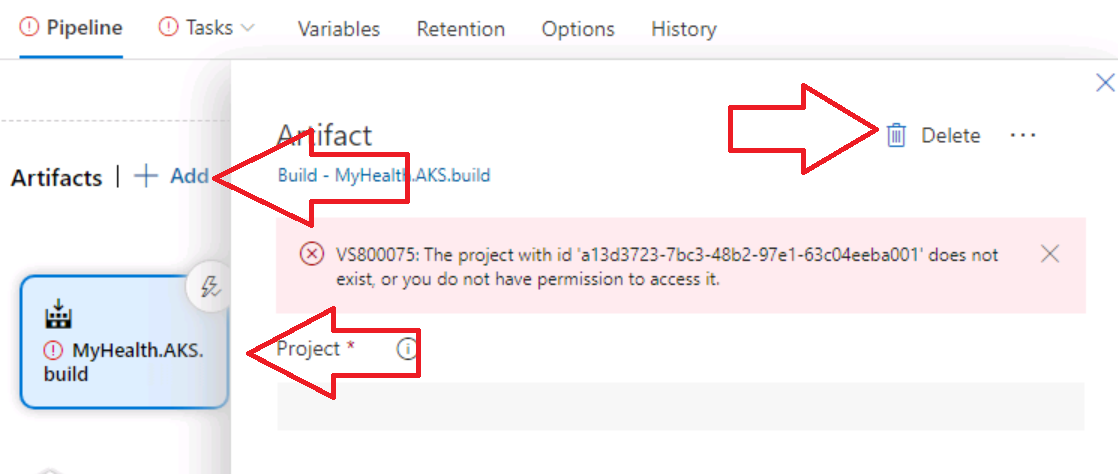 Pipeline Tasks Variables Retention Options History
Artifact
Delete
Artifacts | + Add
Build - MyHealth.AKS.build
VS800075: The project with id 'a13d3723-7bc3-48b2-97e1-63c04eeba001' does not
exist, or you do not have permission to access it.
MyHealth.AKS.
build
Project *